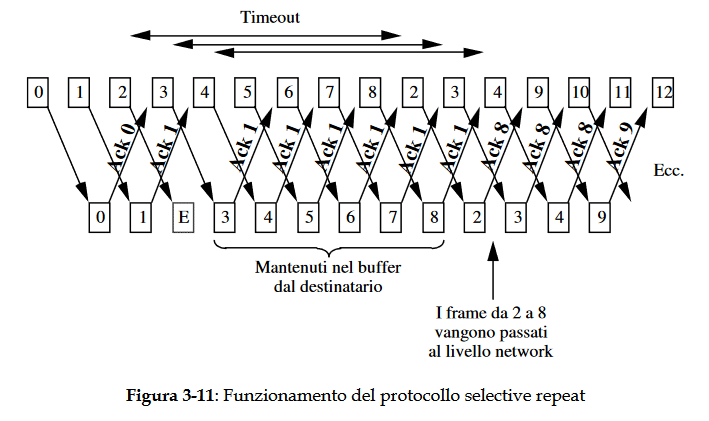 Timeout
0 1 2 3 4 5 6 7 8 2 3 4 9 10 11 12
Ack 0 Ack 1 Ack 1 Ack 1 Ack 1 Ack 1 Ack 1 Ack 1 Ack 8 Ack 8 Ack 8 Ack 9
Ecc.
0 1 E 3 4 5 6 7 8 2 3 4 9
Mantenuti nel buffer
dal destinatario
I frame da 2 a 8
vangono passati
al livello network
Figura 3-11: Funzionamento del protocollo selective repeat